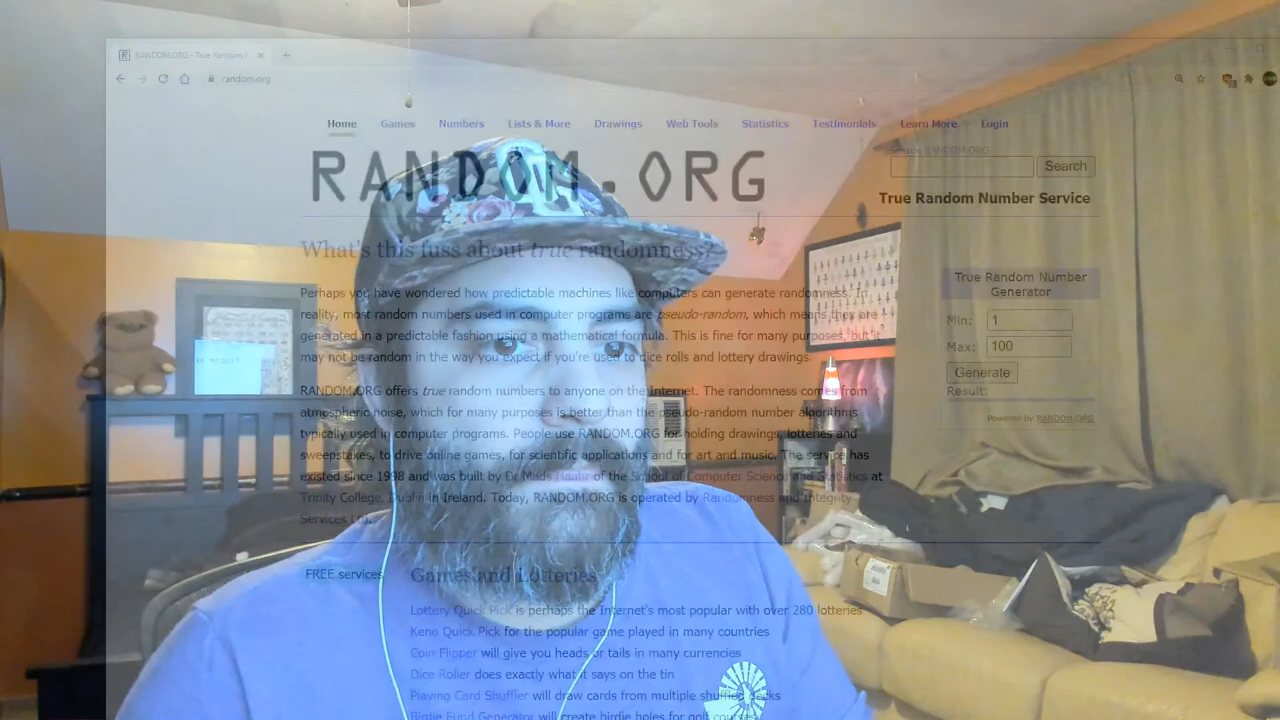 RANDOM.ORG - True Random
random.org
Home Games Numbers Lists & More Drawings Web Tools Statistics Testimonials Learn More Login
Search RANDOM.ORG
Search
RANDOM.ORG
True Random Number Service
What's this fuss about true randomness?
Perhaps you have wondered how predictable machines like computers can generate randomness. In
reality, most random numbers used in computer programs are pseudo-random, which means they are
generated in a predictable fashion using a mathematical formula. This is fine for many purposes, but it
may not be random in the way you expect if you're used to dice rolls and lottery drawings.
RANDOM.ORG offers true random numbers to anyone on the Internet. The randomness comes from
atmospheric noise, which for many purposes is better than the pseudo-random number algorithms
typically used in computer programs. People use RANDOM.ORG for holding drawings, lotteries and
sweepstakes, to drive online games, for scientific applications and for art and music. The service has
existed since 1998 and was built by Dr Mads Haahr of the School of Computer Science and Statistics at
Trinity College, Dublin in Ireland. Today, RANDOM.ORG is operated by Randomness and Integrity
Services Ltd.
True Random Number
Generator
Min: 1
Max: 100
Generate
Result:
Powered by RANDOM.ORG
FREE services
Games and Lotteries
Lottery Quick Pick is perhaps the Internet's most popular with over 280 lotteries
Keno Quick Pick for the popular game played in many countries
Coin Flipper will give you heads or tails in many currencies
Dice Roller does exactly what it says on the tin
Playing Card Shuffler will draw cards from multiple shuffled decks
Birdie Fund Generator will create birdie holes for golf courses